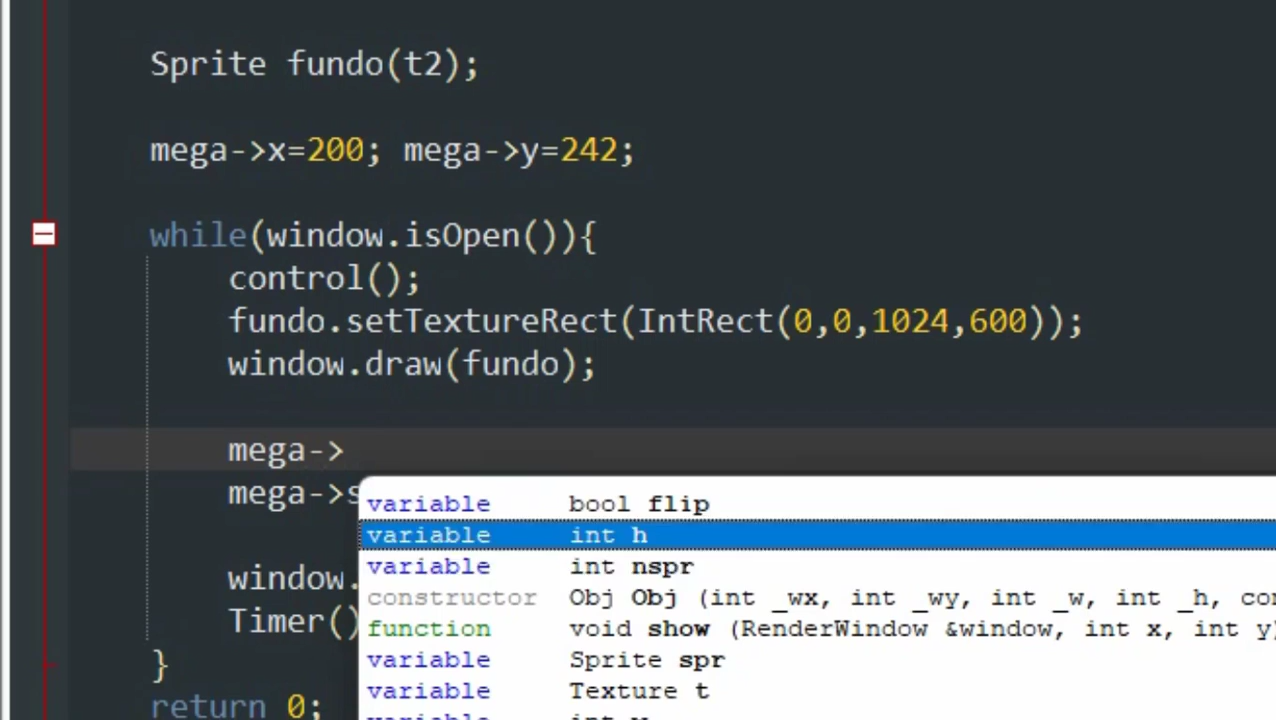 Sprite fundo(t2);
mega->x=200; mega->y=242;
while(window.isOpen()){
control();
fundo.setTextureRect(IntRect(0,0,1024,600));
window.draw(fundo);
mega->
mega->s
variable bool flip
variable int h
variable int nspr
window.
constructor Obj Obj (int _wx, int _wy, int _w, int _h, con
Timer()
function void show (RenderWindow &window, int x, int y)
variable Sprite spr
}
variable Texture t
return 0;